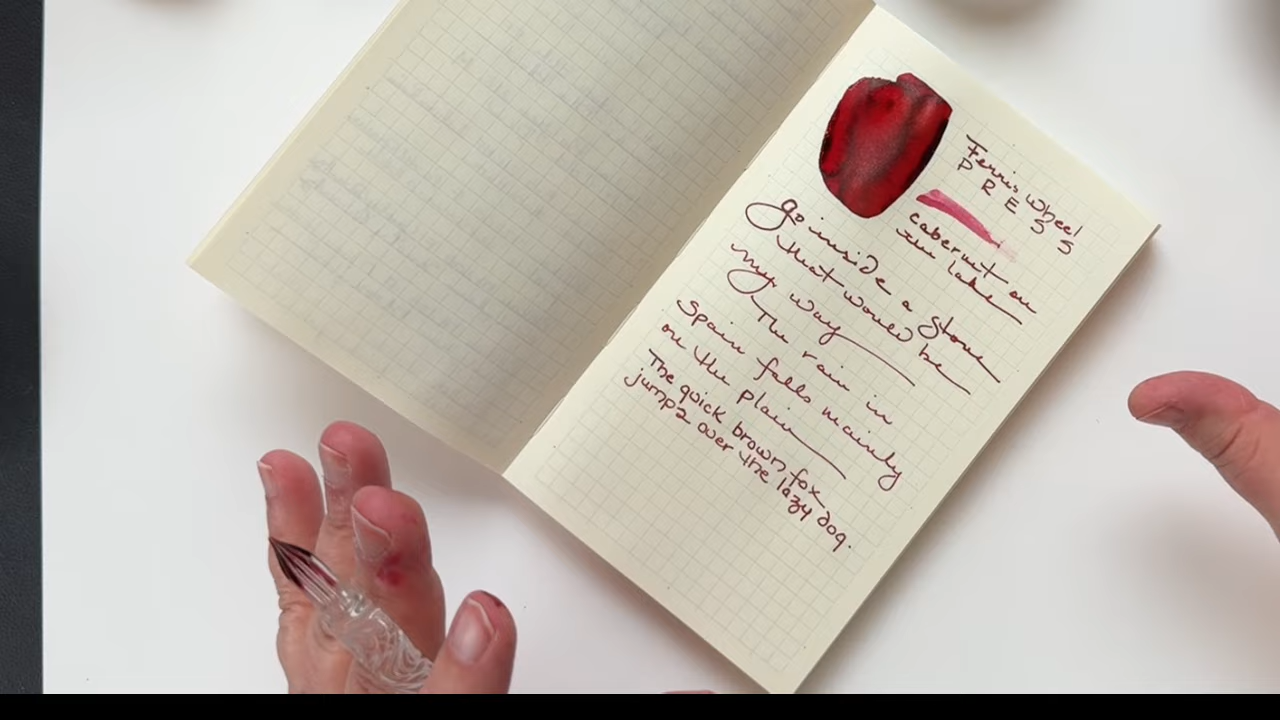 Ferris Wheel
PRESS
cabernet on
the lake
go inside a stone
that would be
my way
The rain in
Spain falls mainly
on the plain
The quick brown fox
jumps over the lazy dog.